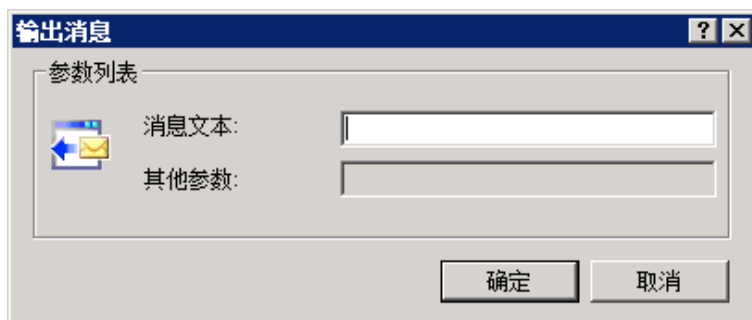 输出消息
参数列表
消息文本:
其他参数:
确定 取消